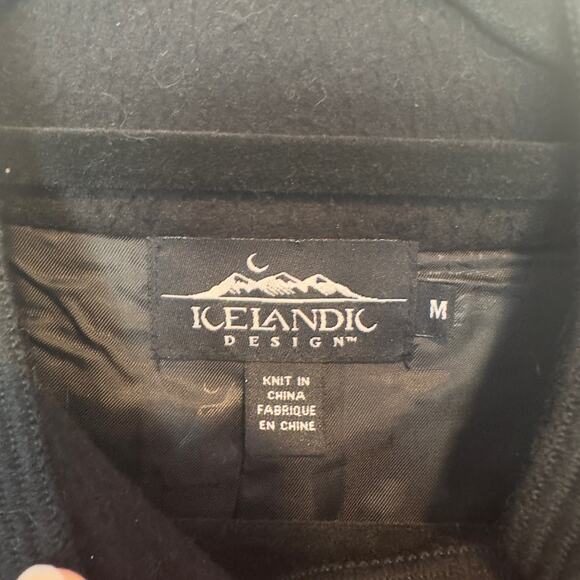 ICELANDIC
DESIGN™
M
KNIT IN
CHINA
FABRIQUE
EN CHINE